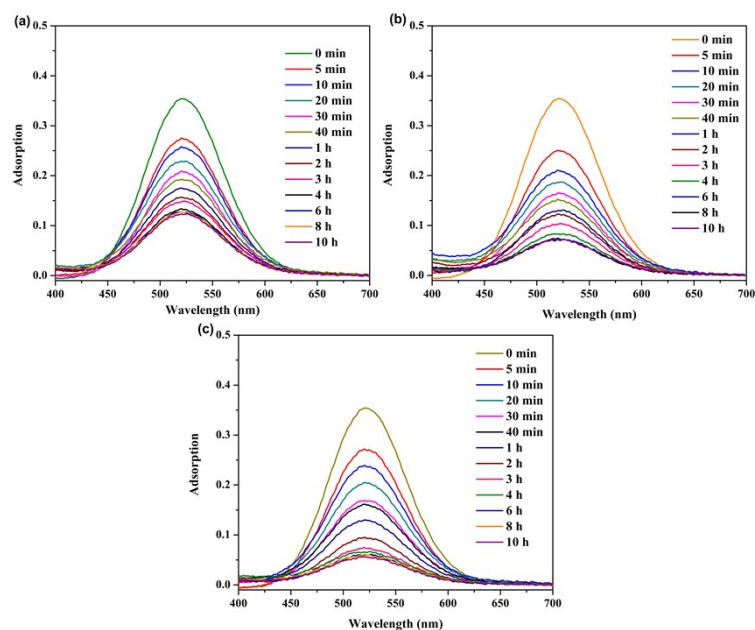 (a)
0.5
0.4
0.3
0.2
0.1
0.0
Adsorption
400
450
500
550
600
650
700
Wavelength (nm)
0 min
5 min
10 min
20 min
30 min
40 min
1 h
2 h
3 h
4 h
6 h
8 h
10 h
(b)
0.5
0.4
0.3
0.2
0.1
0.0
Adsorption
400
450
500
550
600
650
700
Wavelength (nm)
0 min
5 min
10 min
20 min
30 min
40 min
1 h
2 h
3 h
4 h
6 h
8 h
10 h
(c)
0.5
0.4
0.3
0.2
0.1
0.0
Adsorption
400
450
500
550
600
650
700
Wavelength (nm)
0 min
5 min
10 min
20 min
30 min
40 min
1 h
2 h
3 h
4 h
6 h
8 h
10 h